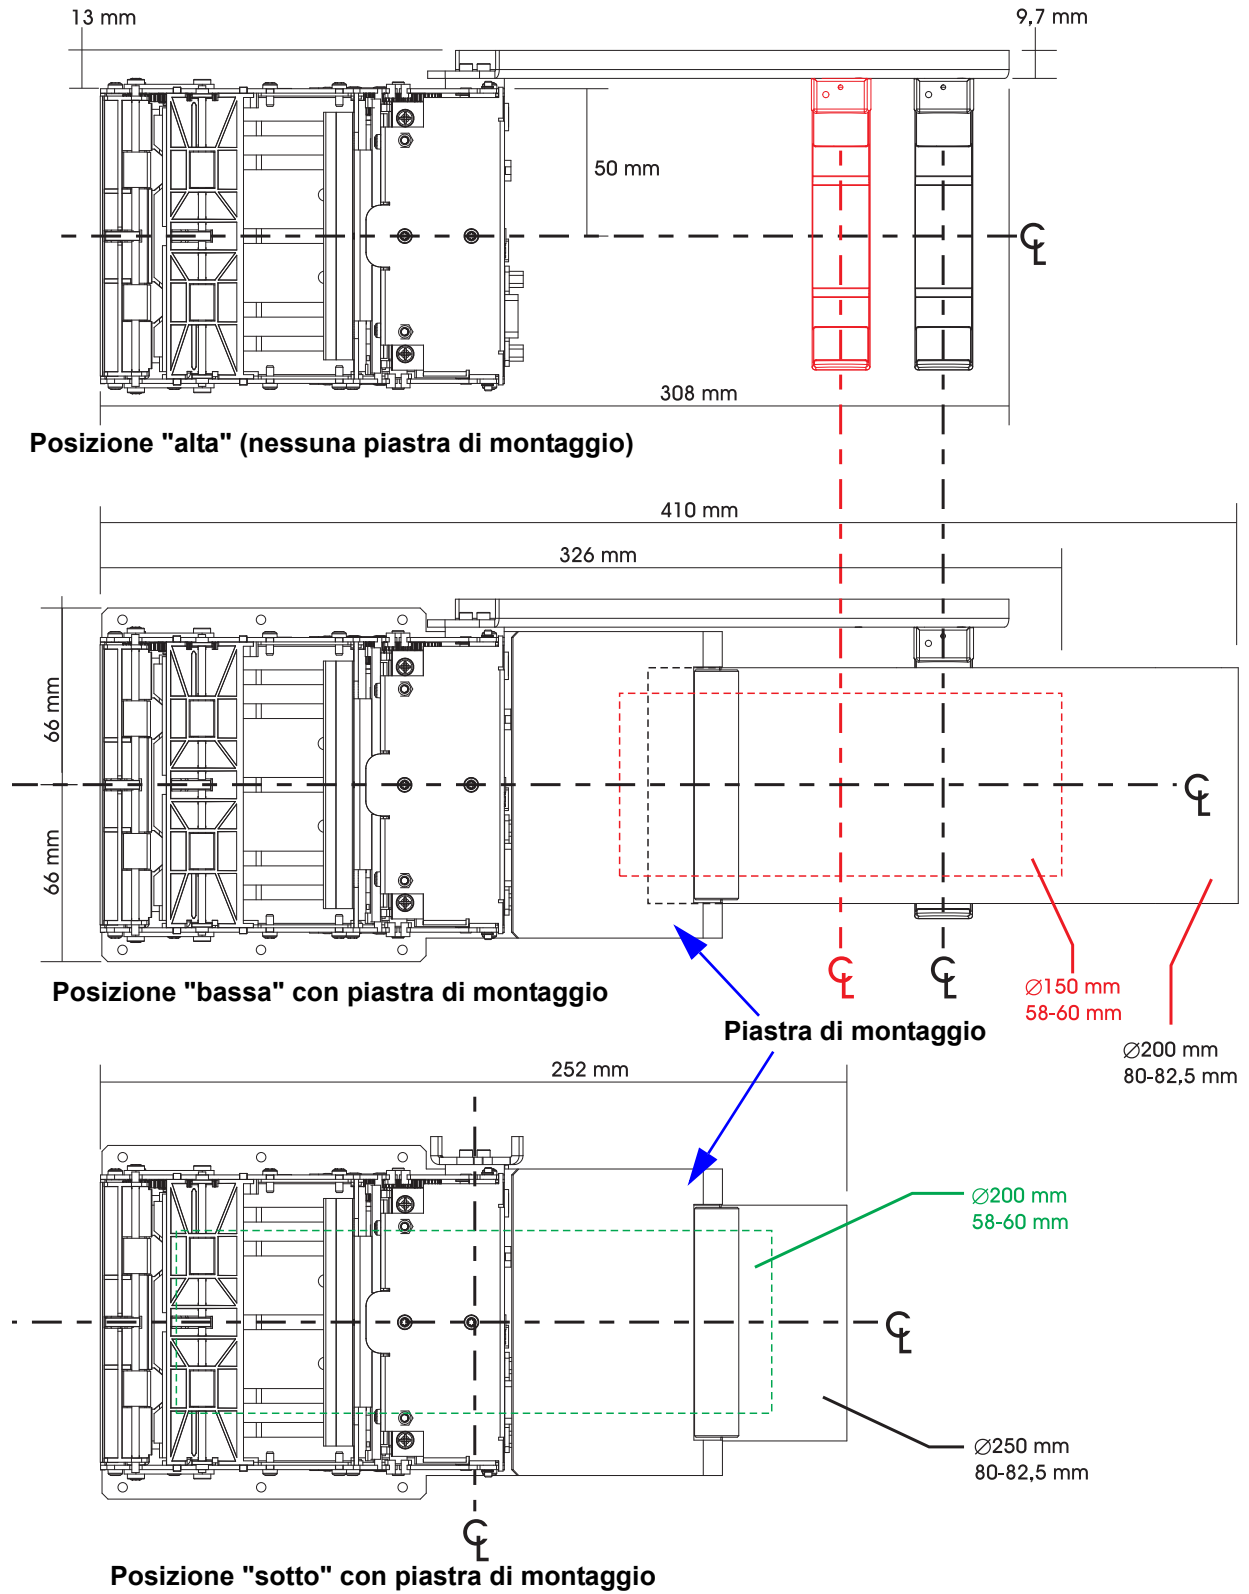 13 mm
9,7 mm
50 mm
℄
308 mm
Posizione "alta" (nessuna piastra di montaggio)
410 mm
326 mm
66 mm
℄
66 mm
℄
℄
Posizione "bassa" con piastra di montaggio
∅150 mm
58-60 mm
Piastra di montaggio
∅200 mm
80-82,5 mm
252 mm
∅200 mm
58-60 mm
℄
∅250 mm
80-82,5 mm
℄
Posizione "sotto" con piastra di montaggio